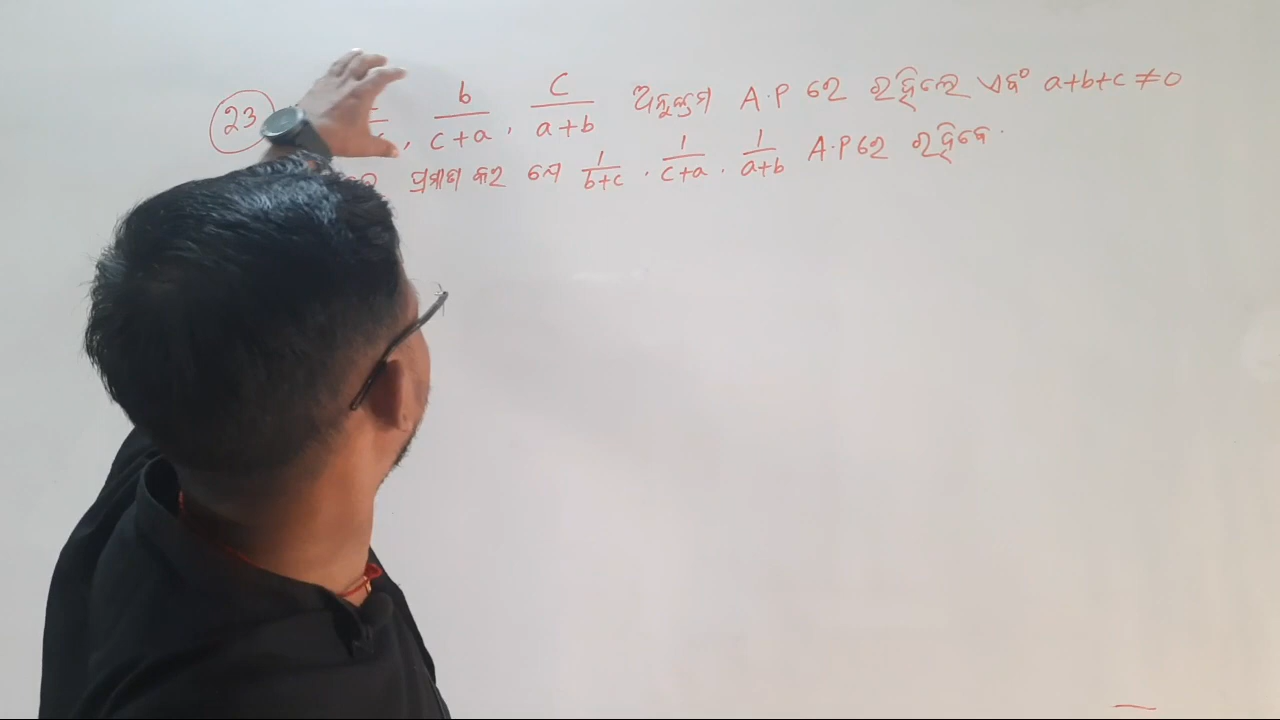 23 b/(c+a), c/(a+b) ଅନୁକ୍ରମ A.P ରେ ରହିଲେ ଏବଂ a+b+c ≠ 0
ପ୍ରମାଣ କର ଯେ 1/(b+c), 1/(c+a), 1/(a+b) A.P ରେ ରହିବେ